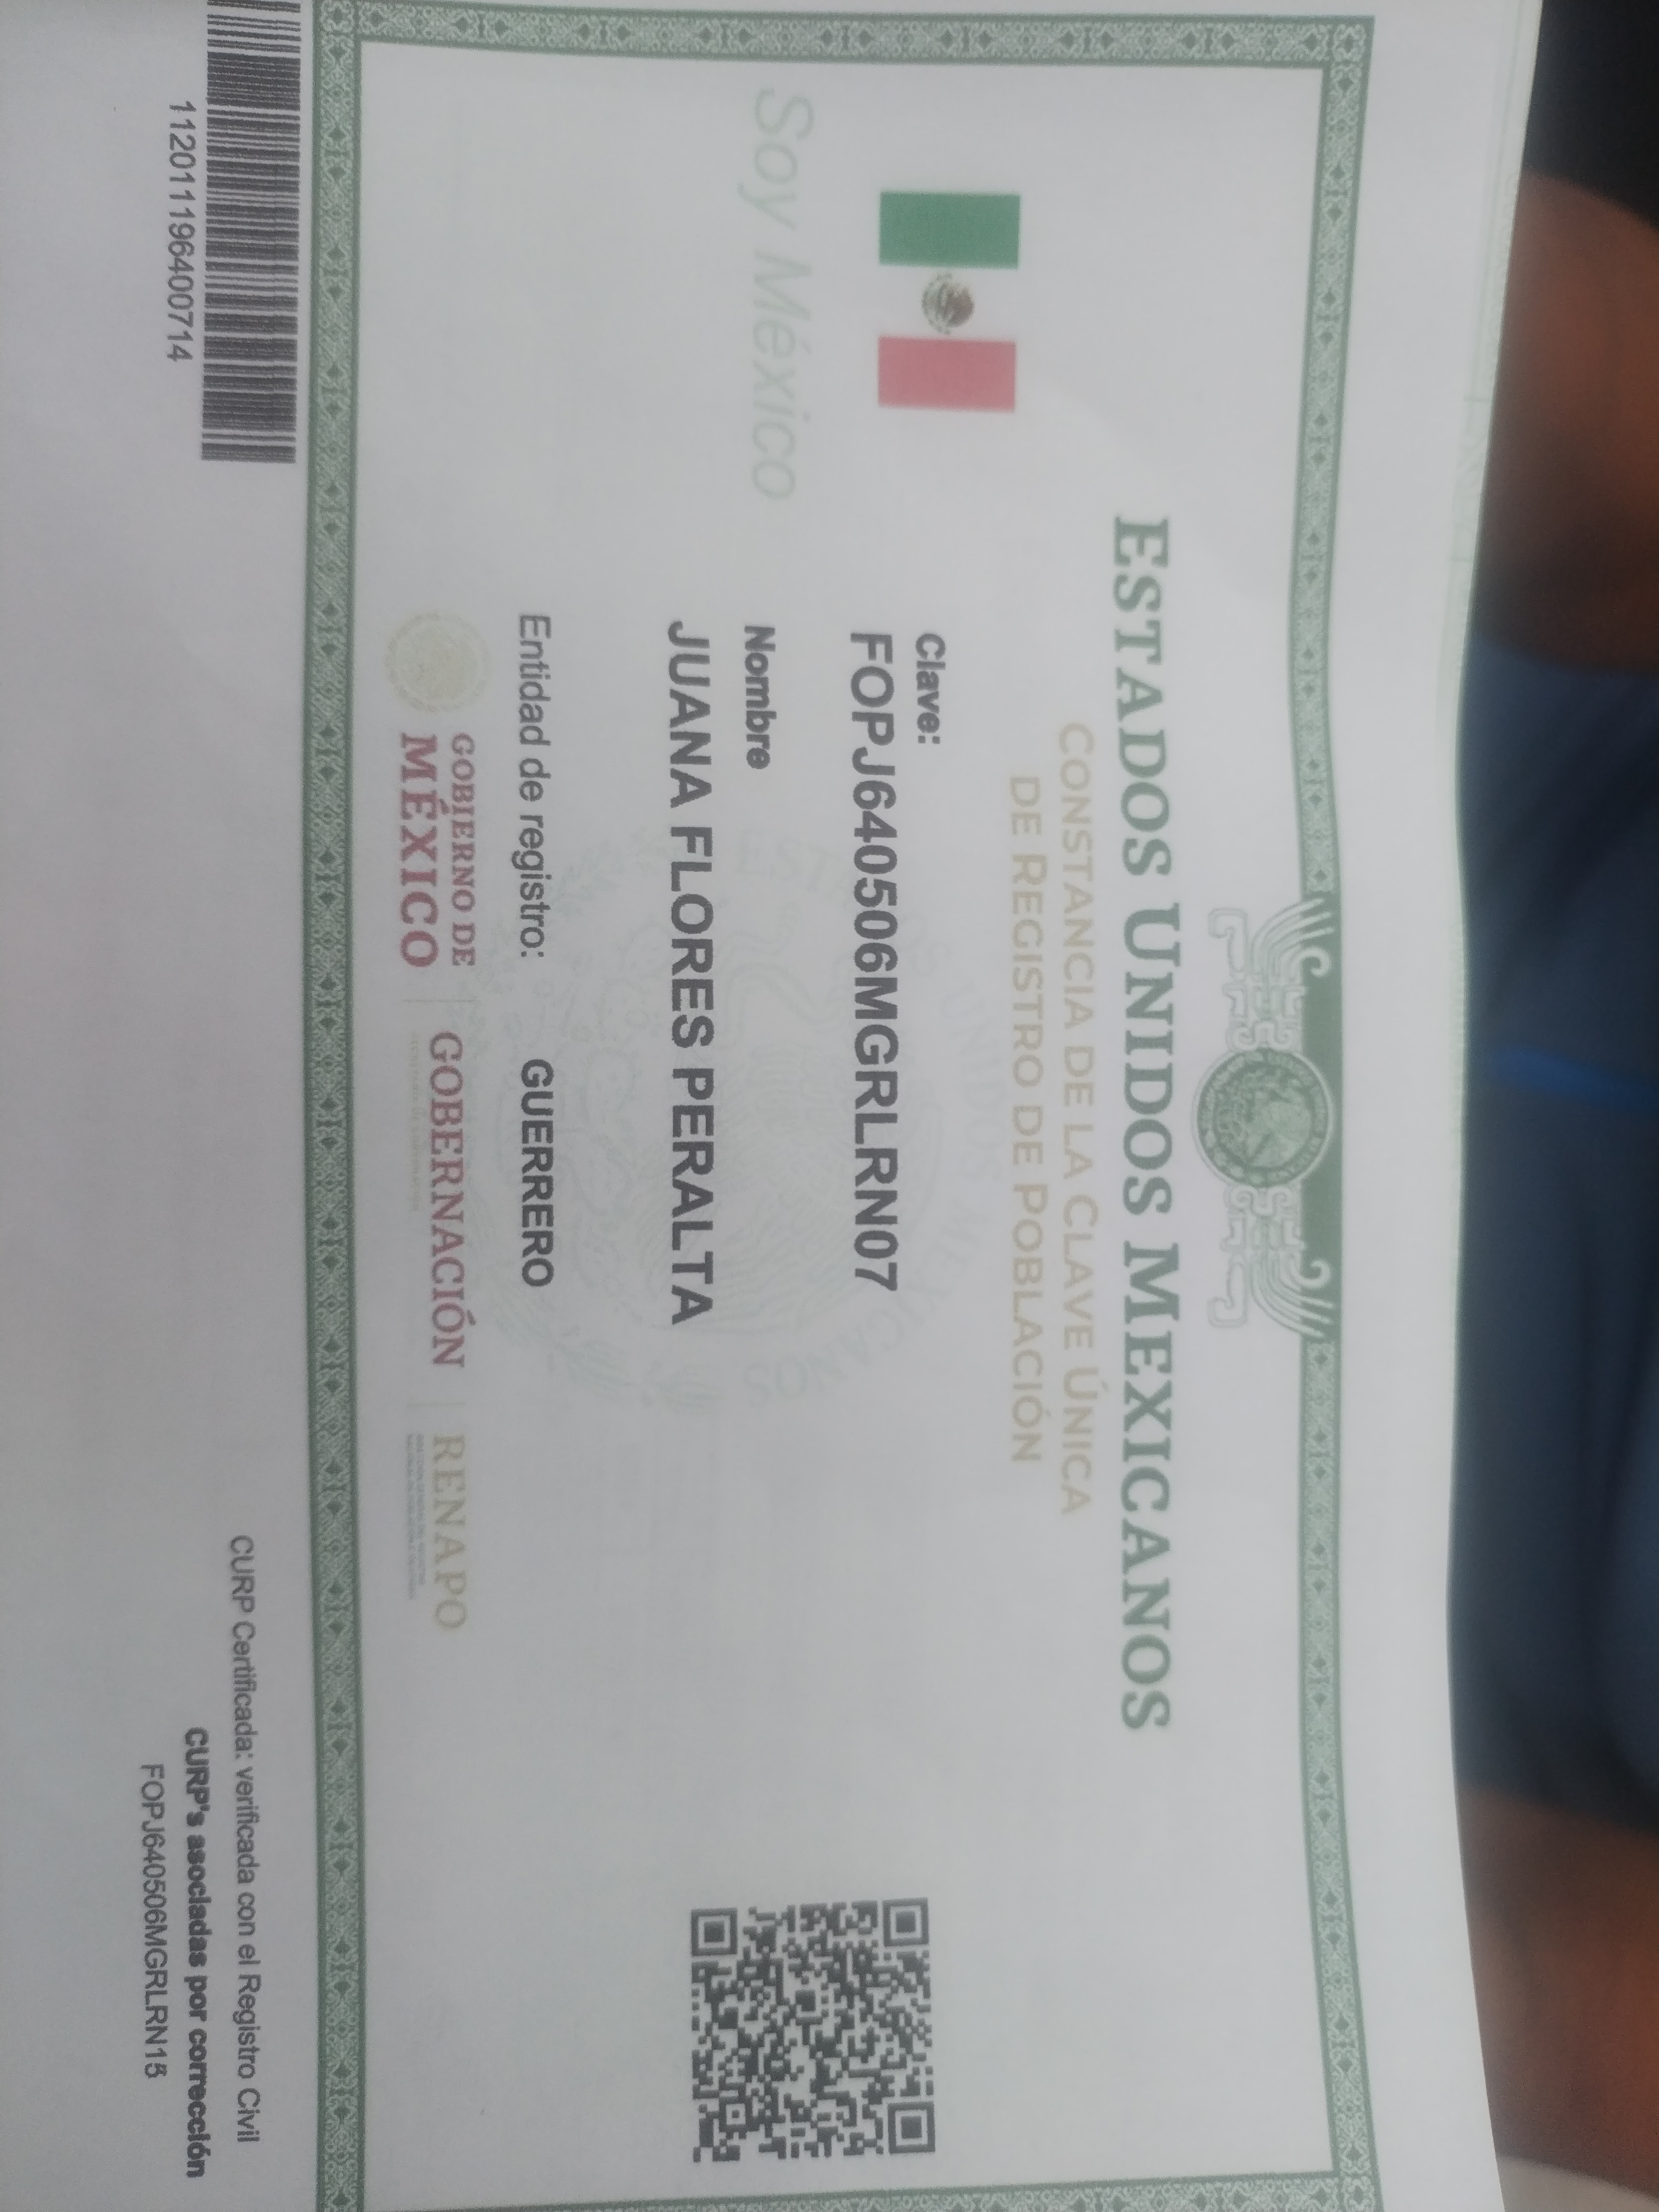 ESTADOS UNIDOS MEXICANOS
CONSTANCIA DE LA CLAVE ÚNICA
DE REGISTRO DE POBLACIÓN
Soy México
Clave:
FOPJ640506MGRLRN07
Nombre
JUANA FLORES PERALTA
Entidad de registro: GUERRERO
GOBIERNO DE
MÉXICO
GOBERNACIÓN
RENAPO
112011196400714
CURP Certificada: verificada con el Registro Civil
CURP's asociadas por corrección
FOPJ640506MGRLRN15